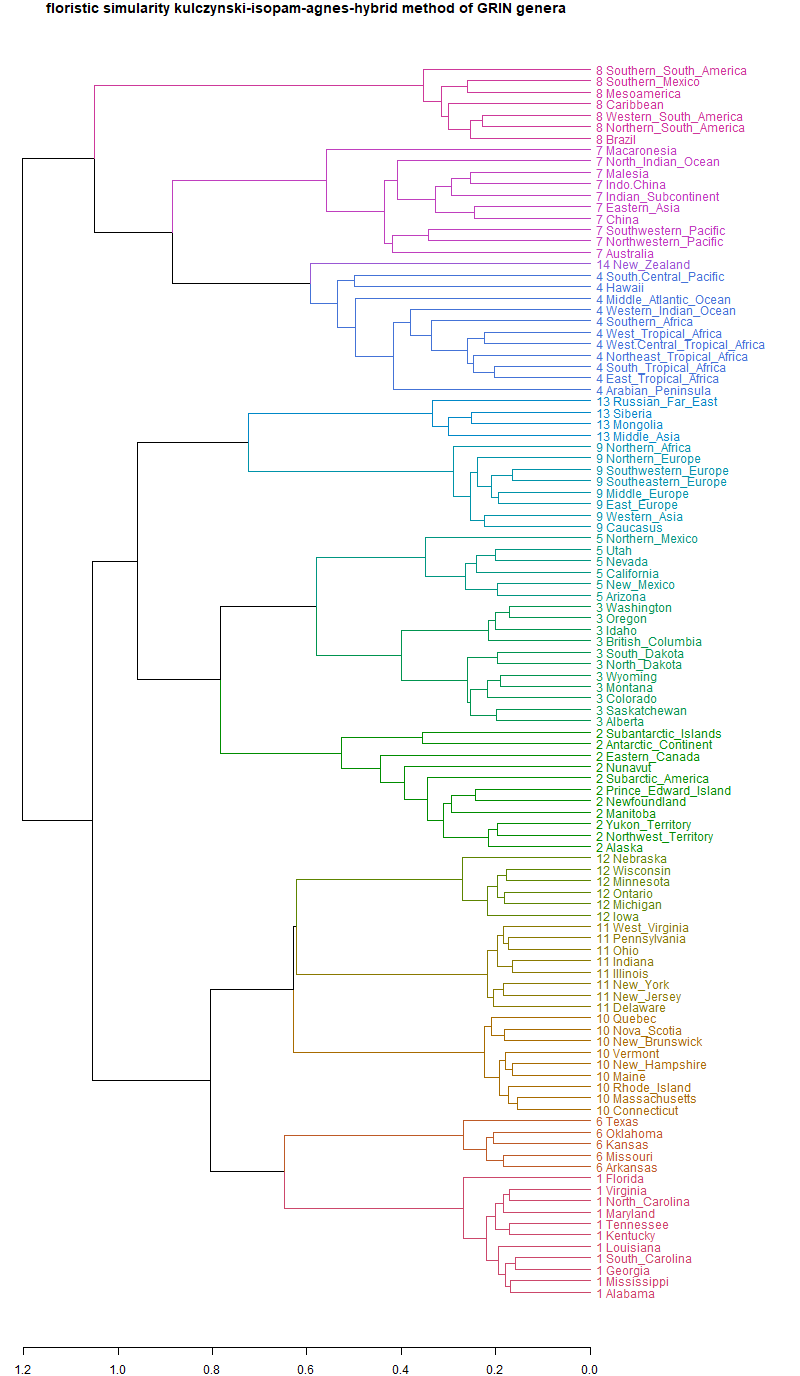 floristic simularity kulczynski-isopam-agnes-hybrid method of GRIN genera
8 Southern_South_America
8 Southern_Mexico
8 Mesoamerica
8 Caribbean
8 Western_South_America
8 Northern_South_America
8 Brazil
7 Macaronesia
7 North_Indian_Ocean
7 Malesia
7 Indo.China
7 Indian_Subcontinent
7 Eastern_Asia
7 China
7 Southwestern_Pacific
7 Northwestern_Pacific
7 Australia
14 New_Zealand
4 South.Central_Pacific
4 Hawaii
4 Middle_Atlantic_Ocean
4 Western_Indian_Ocean
4 Southern_Africa
4 West_Tropical_Africa
4 West.Central_Tropical_Africa
4 Northeast_Tropical_Africa
4 South_Tropical_Africa
4 East_Tropical_Africa
4 Arabian_Peninsula
13 Russian_Far_East
13 Siberia
13 Mongolia
13 Middle_Asia
9 Northern_Africa
9 Northern_Europe
9 Southwestern_Europe
9 Southeastern_Europe
9 Middle_Europe
9 East_Europe
9 Western_Asia
9 Caucasus
5 Northern_Mexico
5 Utah
5 Nevada
5 California
5 New_Mexico
5 Arizona
3 Washington
3 Oregon
3 Idaho
3 British_Columbia
3 South_Dakota
3 North_Dakota
3 Wyoming
3 Montana
3 Colorado
3 Saskatchewan
3 Alberta
2 Subantarctic_Islands
2 Antarctic_Continent
2 Eastern_Canada
2 Nunavut
2 Subarctic_America
2 Prince_Edward_Island
2 Newfoundland
2 Manitoba
2 Yukon_Territory
2 Northwest_Territory
2 Alaska
12 Nebraska
12 Wisconsin
12 Minnesota
12 Ontario
12 Michigan
12 Iowa
11 West_Virginia
11 Pennsylvania
11 Ohio
11 Indiana
11 Illinois
11 New_York
11 New_Jersey
11 Delaware
10 Quebec
10 Nova_Scotia
10 New_Brunswick
10 Vermont
10 New_Hampshire
10 Maine
10 Rhode_Island
10 Massachusetts
10 Connecticut
6 Texas
6 Oklahoma
6 Kansas
6 Missouri
6 Arkansas
1 Florida
1 Virginia
1 North_Carolina
1 Maryland
1 Tennessee
1 Kentucky
1 Louisiana
1 South_Carolina
1 Georgia
1 Mississippi
1 Alabama
1.2 1.0 0.8 0.6 0.4 0.2 0.0